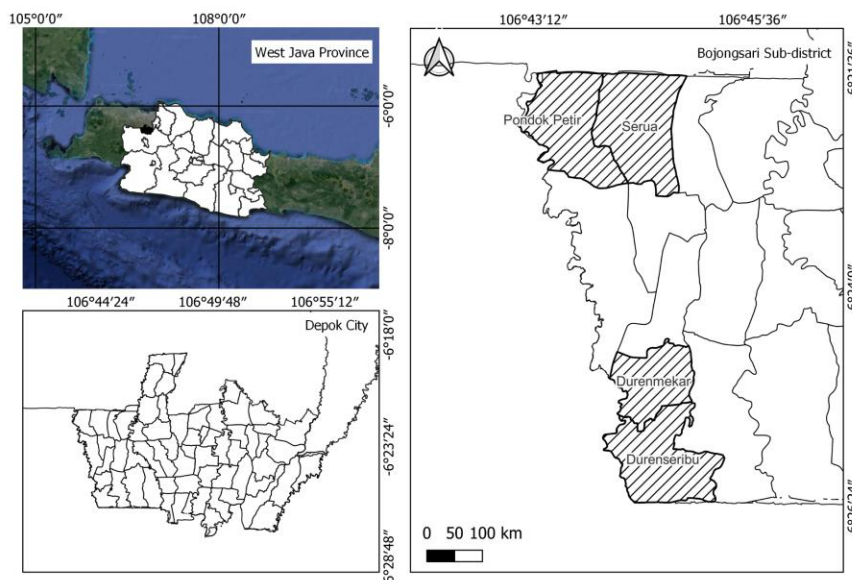 105°0′0″ 108°0′0″
West Java Province
-6°0′0″
-8°0′0″
106°44′24″ 106°49′48″ 106°55′12″
Depok City
-6°18′0″
-6°23′24″
-6°28′48″
106°43′12″ 106°45′36″
Bojongsari Sub-district
Pondok Petir
Serua
Durenmekar
Durenseribu
0 50 100 km